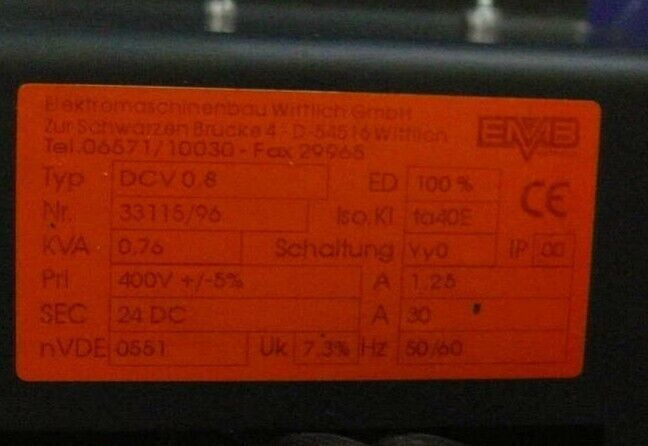 Elektromaschinenbau Wittlich GmbH
Zur Schwarzen Brücke 4 · D-54516 Wittlich
Tel.06571/10030 - Fax 29965
EMB
Typ DCV 0.8 ED 100 %
CE
Nr. 33115/96 Iso.Kl ta40E
KVA 0.76 Schaltung Yy0 IP 00
Pri 400V +/-5% A 1.25
SEC 24 DC A 30
nVDE 0551 Uk 7.3% Hz 50/60